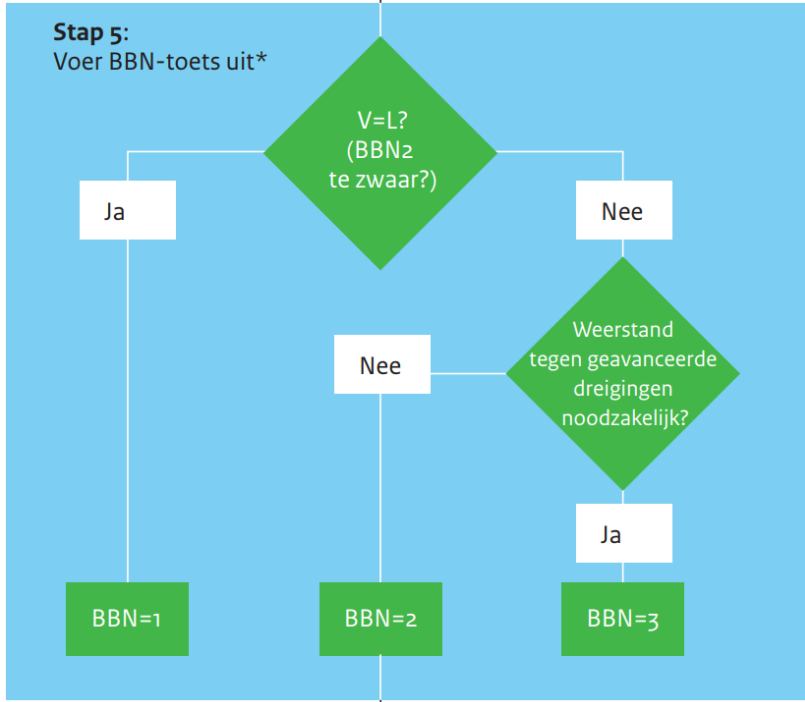 Stap 5:
Voer BBN-toets uit*
V=L?
(BBN2
te zwaar?)
Ja
Nee
Weerstand
tegen geavanceerde
dreigingen
noodzakelijk?
Nee
Ja
BBN=1
BBN=2
BBN=3